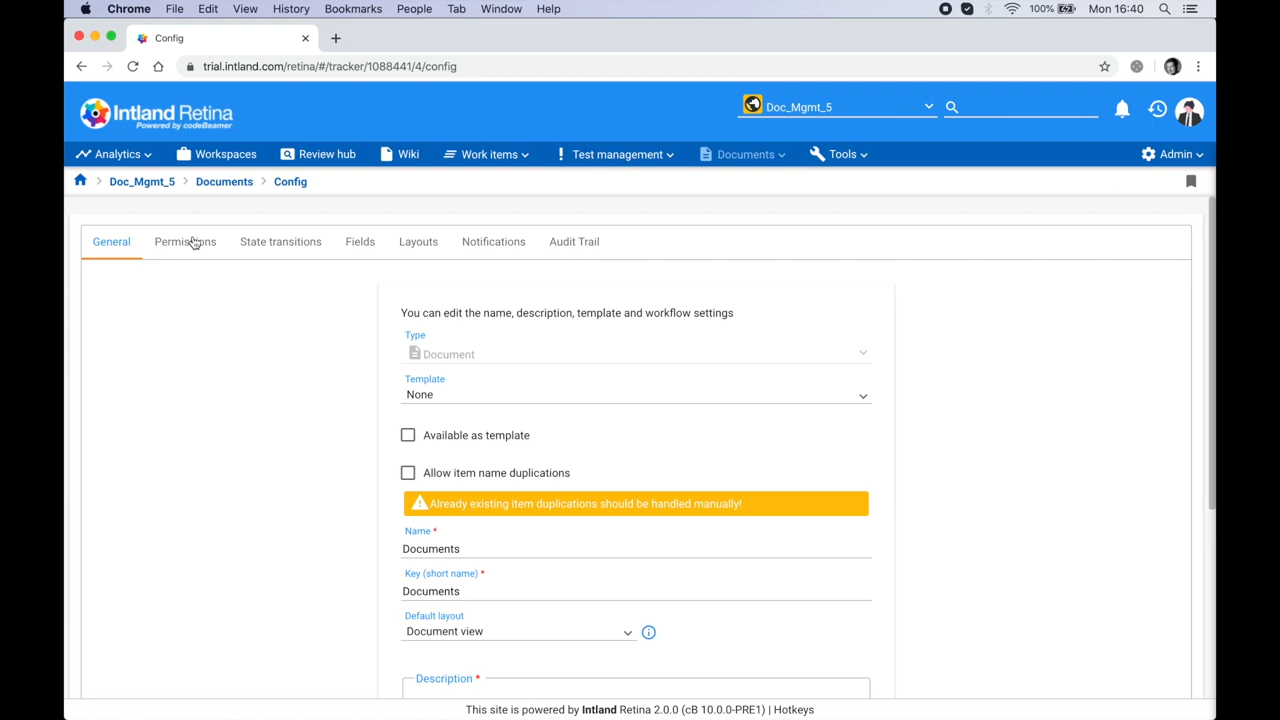 Chrome File Edit View History Bookmarks People Tab Window Help 100% Mon 16:40
Config
trial.intland.com/retina/#/tracker/1088441/4/config
Intland Retina
Powered by codeBeamer
Doc_Mgmt_5
Analytics Workspaces Review hub Wiki Work items Test management Documents Tools Admin
Doc_Mgmt_5 > Documents > Config
General Permissions State transitions Fields Layouts Notifications Audit Trail
You can edit the name, description, template and workflow settings
Type
Document
Template
None
Available as template
Allow item name duplications
Already existing item duplications should be handled manually!
Name *
Documents
Key (short name) *
Documents
Default layout
Document view
Description *
This site is powered by Intland Retina 2.0.0 (cB 10.0.0-PRE1) | Hotkeys